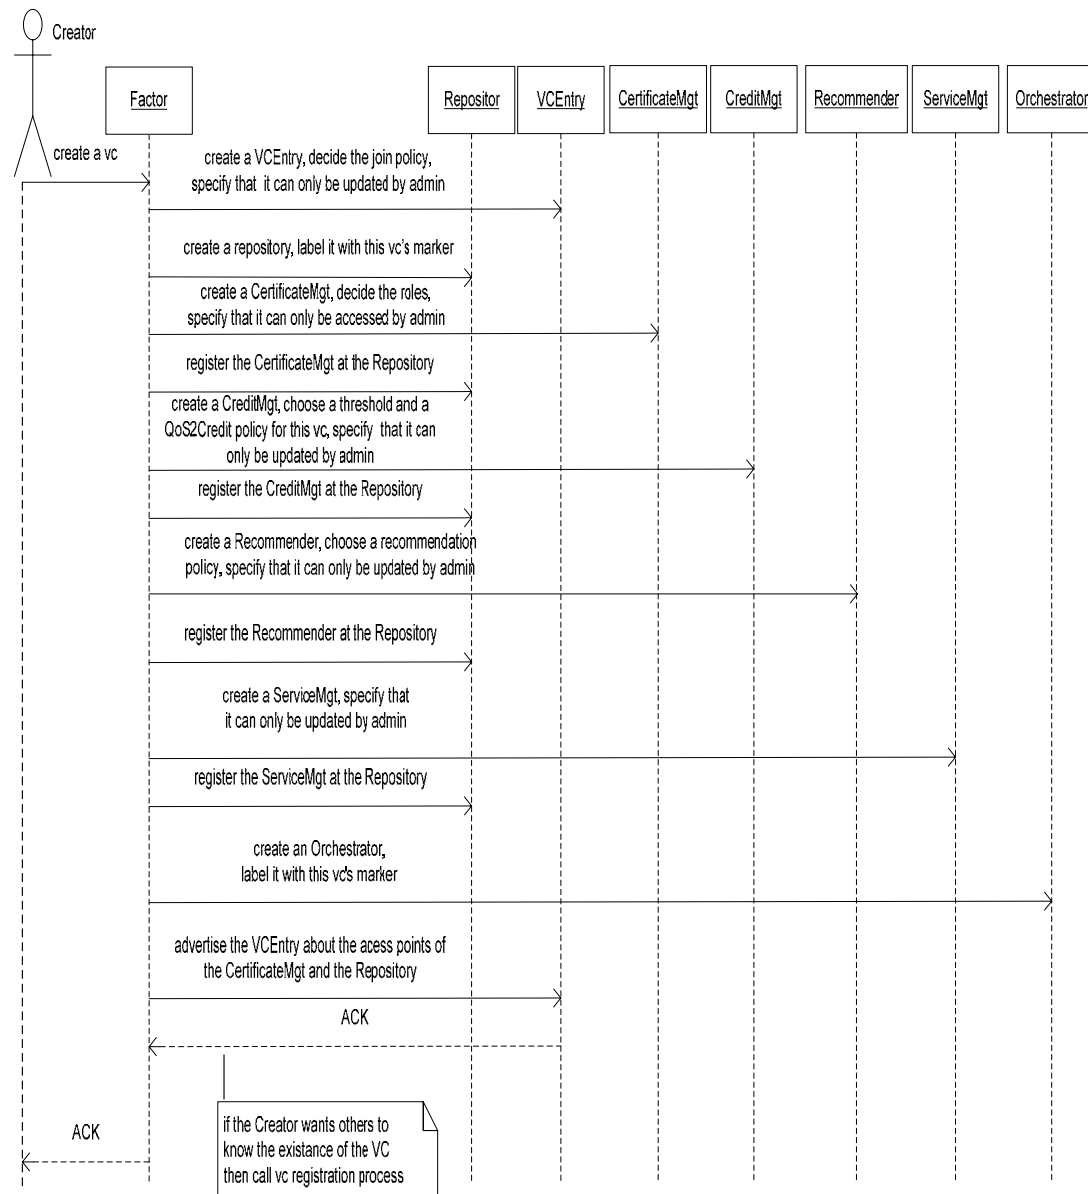 Creator
Factor
Repositor
VCEntry
CertificateMgt
CreditMgt
Recommender
ServiceMgt
Orchestrator
create a vc
create a VCEntry, decide the join policy,
specify that it can only be updated by admin
create a repository, label it with this vc's marker
create a CertificateMgt, decide the roles,
specify that it can only be accessed by admin
register the CertificateMgt at the Repository
create a CreditMgt, choose a threshold and a
QoS2Credit policy for this vc, specify that it can
only be updated by admin
register the CreditMgt at the Repository
create a Recommender, choose a recommendation
policy, specify that it can only be updated by admin
register the Recommender at the Repository
create a ServiceMgt, specify that
it can only be updated by admin
register the ServiceMgt at the Repository
create an Orchestrator,
label it with this vc's marker
advertise the VCEntry about the acess points of
the CertificateMgt and the Repository
ACK
if the Creator wants others to
know the existance of the VC
then call vc registration process
ACK